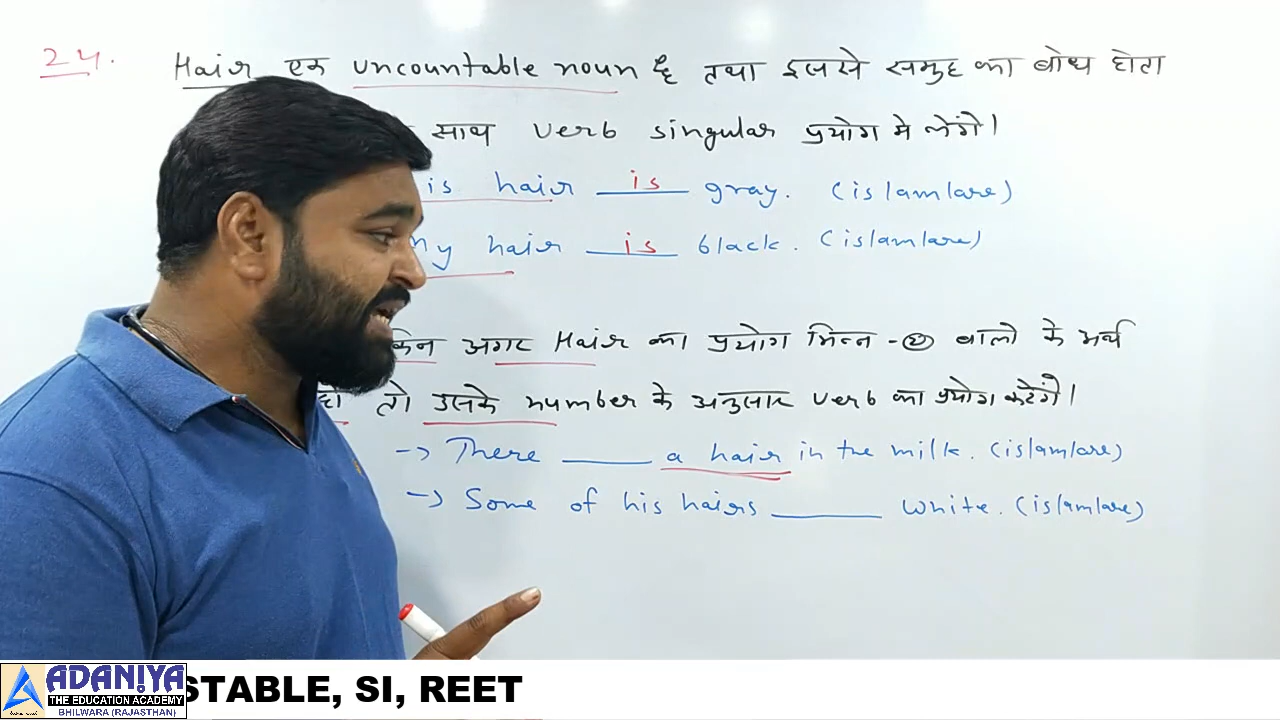 24. Hair एक uncountable noun है तथा इससे समुह का बोध होता
साथ verb singular प्रयोग मे लेंगे।
is hair is gray. (is/am/are)
my hair is black. (is/am/are)
अगर Hair का प्रयोग भिन्न-२ बालो के अर्थ
हो तो उसके number के अनुसार verb का प्रयोग करेंगे।
-> There ____ a hair in the milk. (is/am/are)
-> Some of his hairs ____ white. (is/am/are)
STABLE, SI, REET
ADANIYA
THE EDUCATION ACADEMY
BHILWARA (RAJASTHAN)